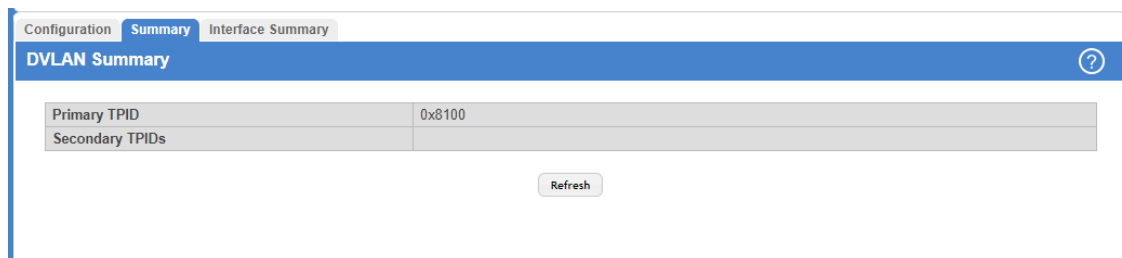 Configuration Summary Interface Summary
DVLAN Summary ?
Primary TPID 0x8100
Secondary TPIDs
Refresh